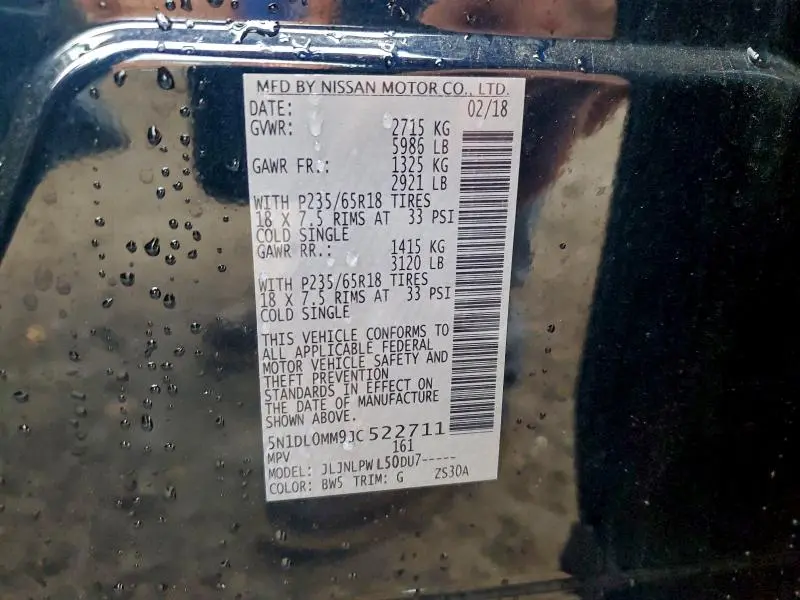 MFD BY NISSAN MOTOR CO., LTD.
DATE: 02/18
GVWR: 2715 KG
5986 LB
GAWR FR.: 1325 KG
2921 LB
WITH P235/65R18 TIRES
18 X 7.5 RIMS AT 33 PSI
COLD SINGLE
GAWR RR.: 1415 KG
3120 LB
WITH P235/65R18 TIRES
18 X 7.5 RIMS AT 33 PSI
COLD SINGLE
THIS VEHICLE CONFORMS TO
ALL APPLICABLE FEDERAL
MOTOR VEHICLE SAFETY AND
THEFT PREVENTION
STANDARDS IN EFFECT ON
THE DATE OF MANUFACTURE
SHOWN ABOVE.
5N1DL0MM9JC522711
MPV 161
MODEL: JLJNLPW L50DU7-----
COLOR: BW5 TRIM: G ZS30A